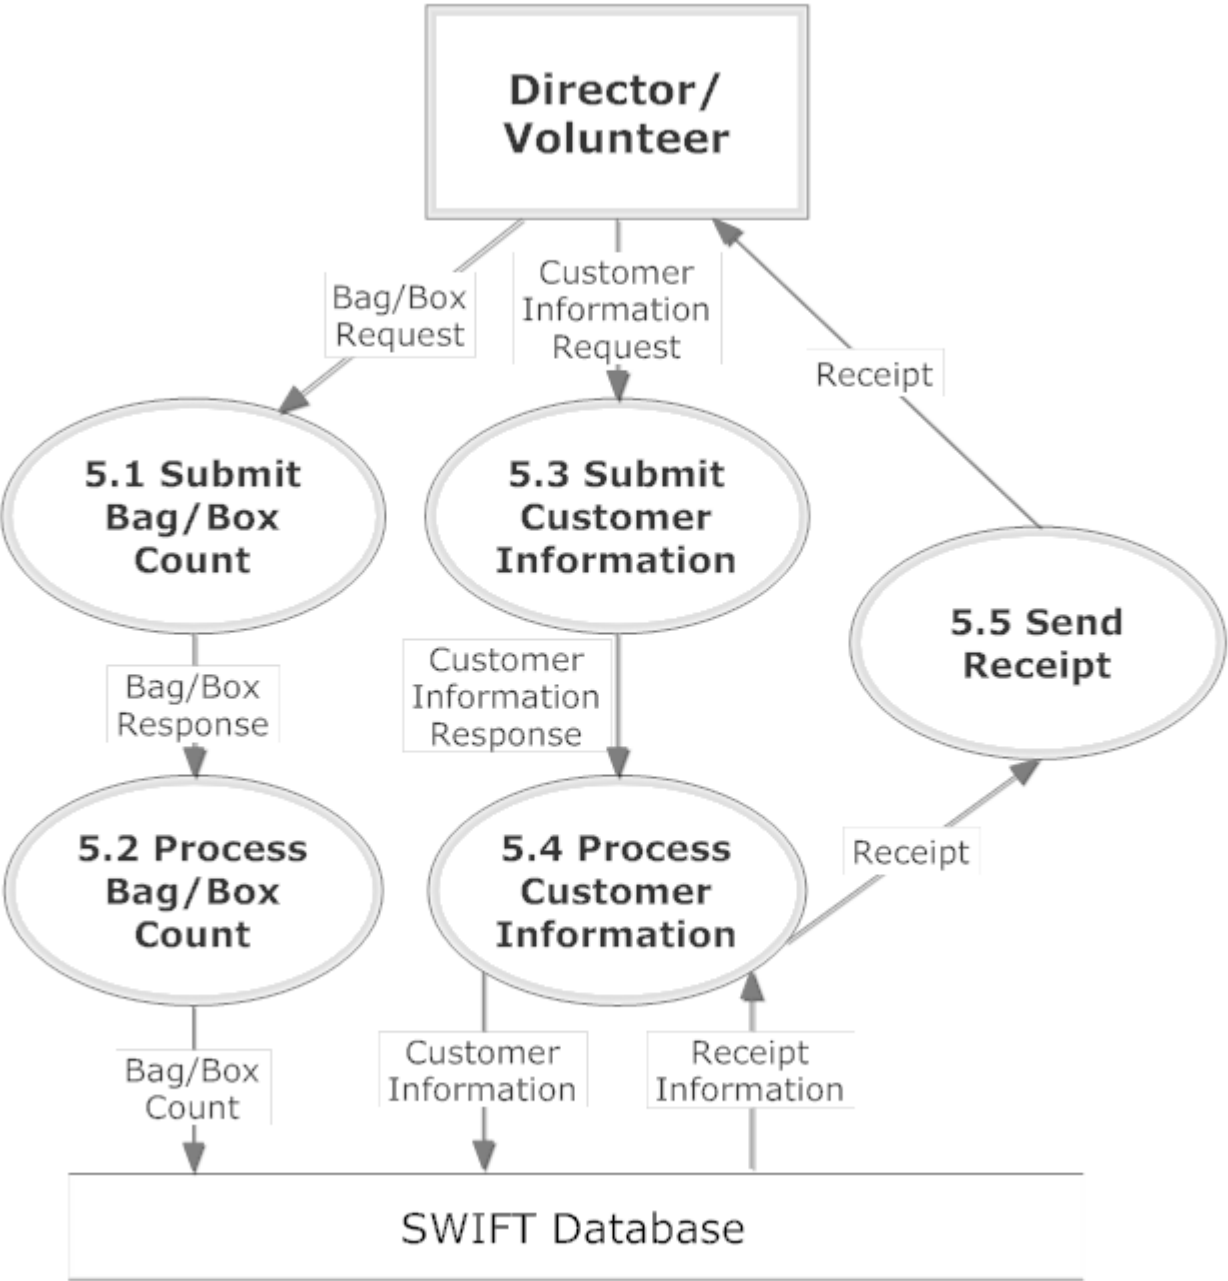 Director/
Volunteer
Bag/Box
Request
Customer
Information
Request
Receipt
5.1 Submit
Bag/Box
Count
5.3 Submit
Customer
Information
5.5 Send
Receipt
Bag/Box
Response
Customer
Information
Response
5.2 Process
Bag/Box
Count
5.4 Process
Customer
Information
Receipt
Bag/Box
Count
Customer
Information
Receipt
Information
SWIFT Database